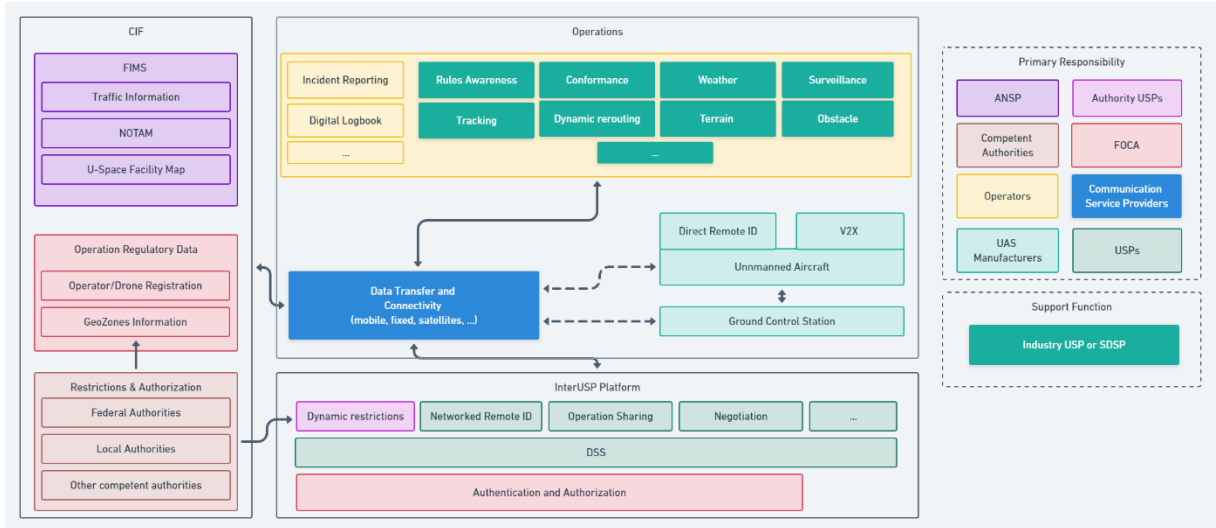 CIF
FIMS
Traffic Information
NOTAM
U-Space Facility Map
Operation Regulatory Data
Operator/Drone Registration
GeoZones Information
Restrictions & Authorization
Federal Authorities
Local Authorities
Other competent authorities
Operations
Incident Reporting
Rules Awareness
Conformance
Weather
Surveillance
Digital Logbook
Tracking
Dynamic rerouting
Terrain
Obstacle
...
...
Direct Remote ID
V2X
Unnmanned Aircraft
Data Transfer and
Connectivity
(mobile, fixed, satellites, ...)
Ground Control Station
InterUSP Platform
Dynamic restrictions
Networked Remote ID
Operation Sharing
Negotiation
...
DSS
Authentication and Authorization
Primary Responsibility
ANSP
Authority USPs
Competent
Authorities
FOCA
Operators
Communication
Service Providers
UAS
Manufacturers
USPs
Support Function
Industry USP or SDSP